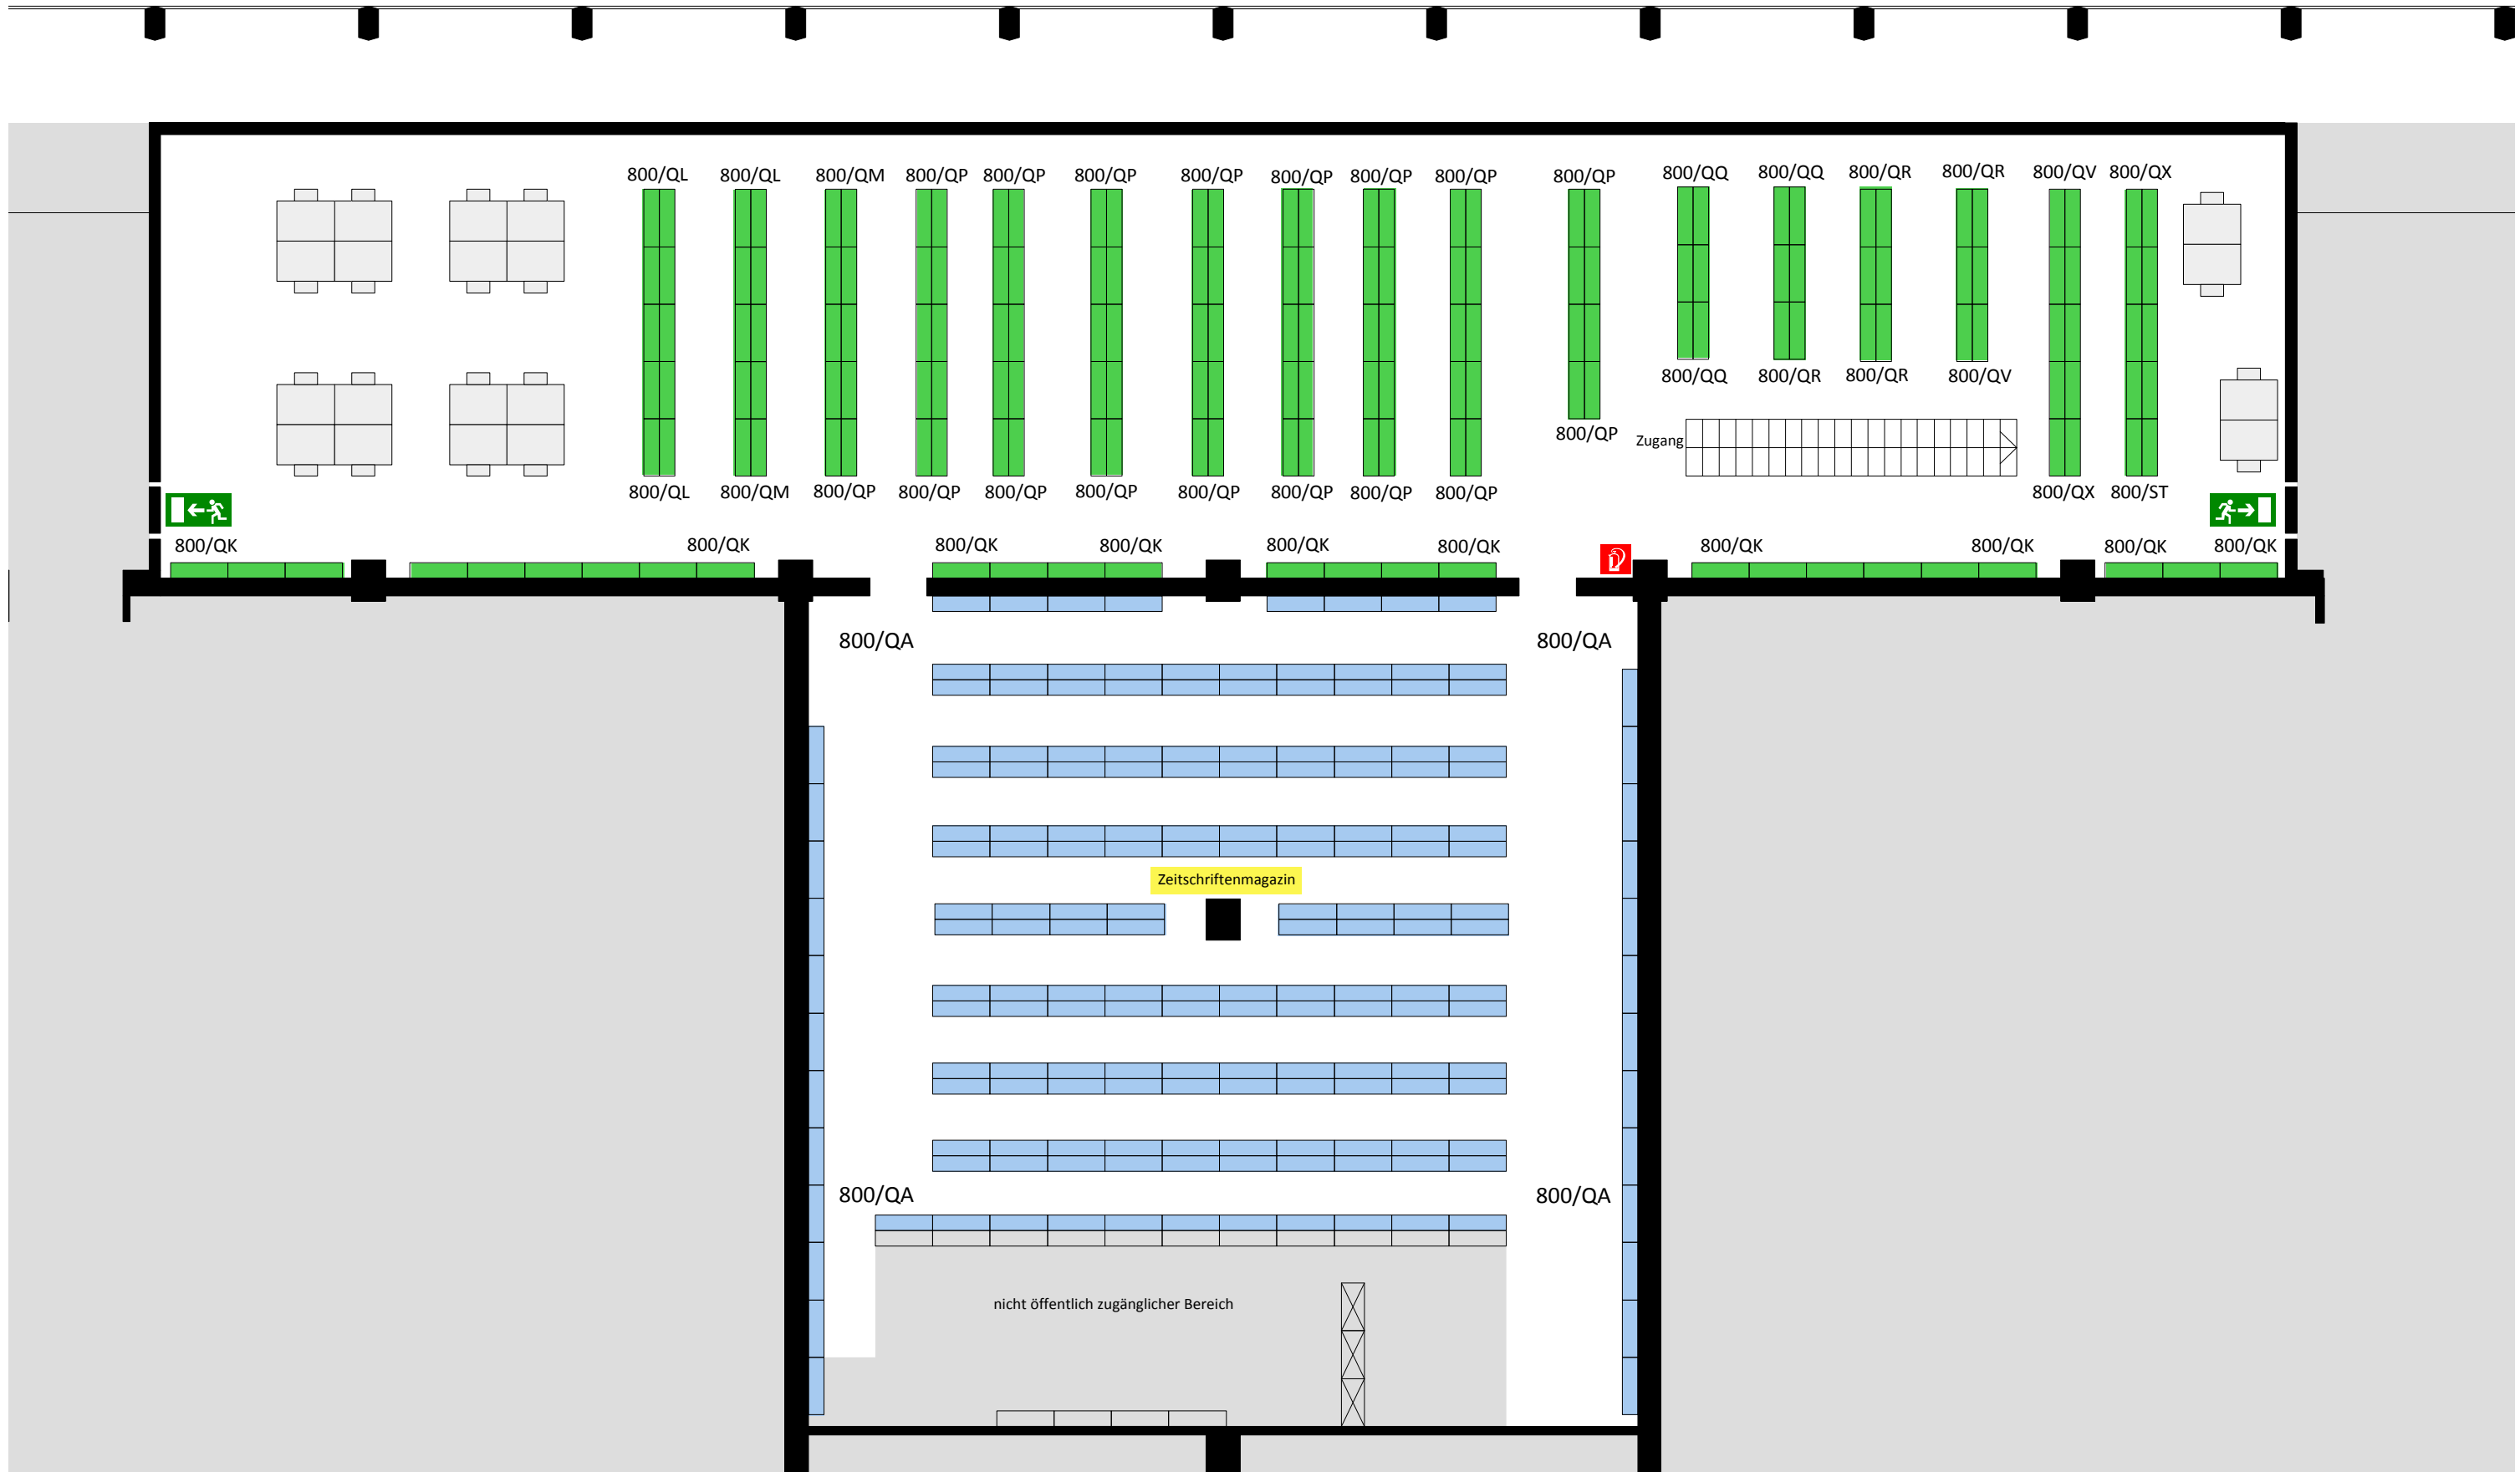 800/QL 800/QL 800/QM 800/QP 800/QP 800/QP 800/QP 800/QP 800/QP 800/QP 800/QP 800/QQ 800/QQ 800/QR 800/QR 800/QV 800/QX
800/QQ 800/QR 800/QR 800/QV
800/QP
Zugang
800/QL 800/QM 800/QP 800/QP 800/QP 800/QP 800/QP 800/QP 800/QP 800/QP 800/QX 800/ST
800/QK 800/QK 800/QK 800/QK 800/QK 800/QK 800/QK 800/QK 800/QK 800/QK
800/QA 800/QA
Zeitschriftenmagazin
800/QA 800/QA
nicht öffentlich zugänglicher Bereich